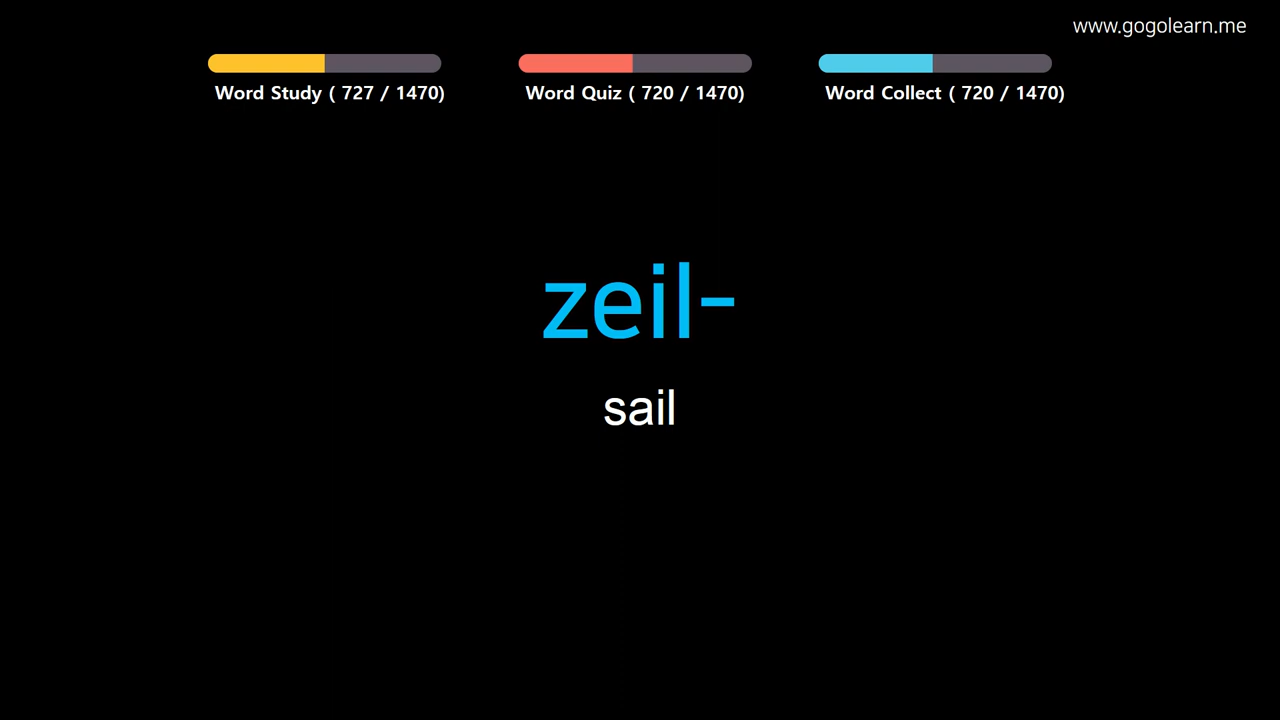 www.gogolearn.me
Word Study ( 727 / 1470)
Word Quiz ( 720 / 1470)
Word Collect ( 720 / 1470)
zeil-
sail